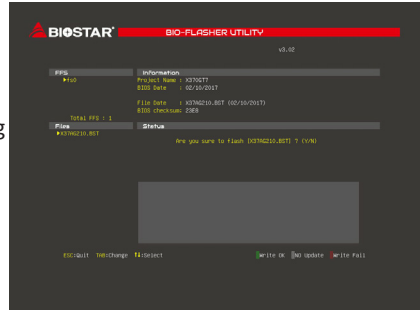 BIOSTAR®
BIO-FLASHER UTILITY
v3.02
FFS
fs0
Total FFS : 1
Information
Project Name : X370GT7
BIOS Date : 02/10/2017
File Date : X37AG210.BST (02/10/2017)
BIOS checksum: 23E8
Files
X37AG210.BST
Status
Are you sure to flash [X37AG210.BST] ? (Y/N)
ESC:Quit TAB:Change ↑↓:Select
Write OK NO Update Write Fail
g